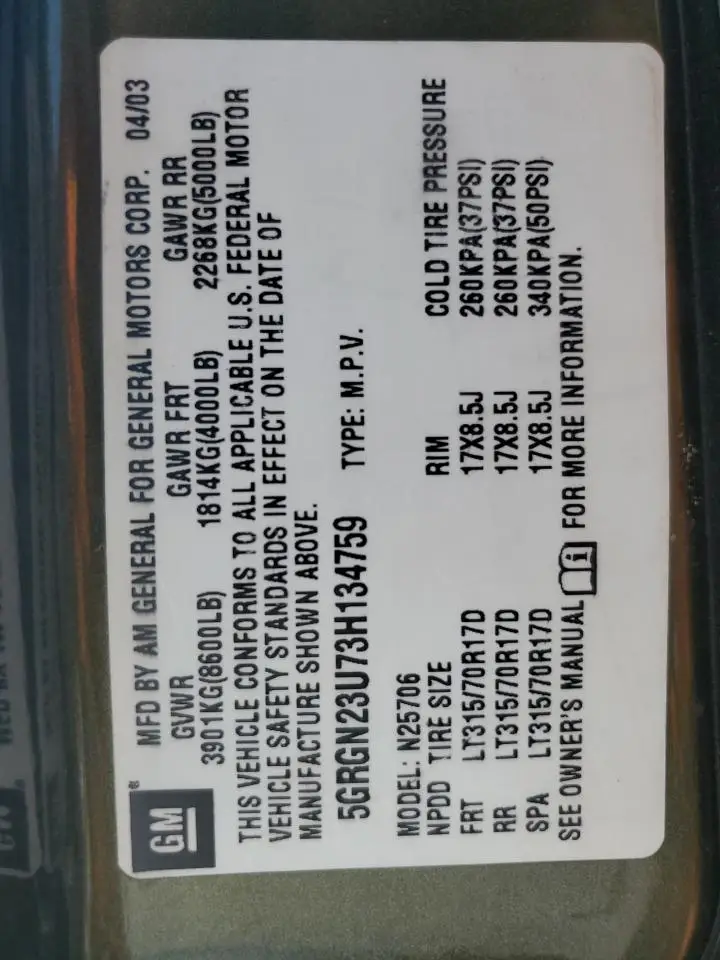 GM®
MFD BY AM GENERAL FOR GENERAL MOTORS CORP. 04/03
GVWR GAWR FRT GAWR RR
3901KG(8600LB) 1814KG(4000LB) 2268KG(5000LB)
THIS VEHICLE CONFORMS TO ALL APPLICABLE U.S. FEDERAL MOTOR
VEHICLE SAFETY STANDARDS IN EFFECT ON THE DATE OF
MANUFACTURE SHOWN ABOVE.
5GRGN23U73H134759 TYPE: M.P.V.
MODEL: N25706
NPDD TIRE SIZE RIM COLD TIRE PRESSURE
FRT LT315/70R17D 17X8.5J 260KPA(37PSI)
RR LT315/70R17D 17X8.5J 260KPA(37PSI)
SPA LT315/70R17D 17X8.5J 340KPA(50PSI)
SEE OWNER'S MANUAL i FOR MORE INFORMATION.